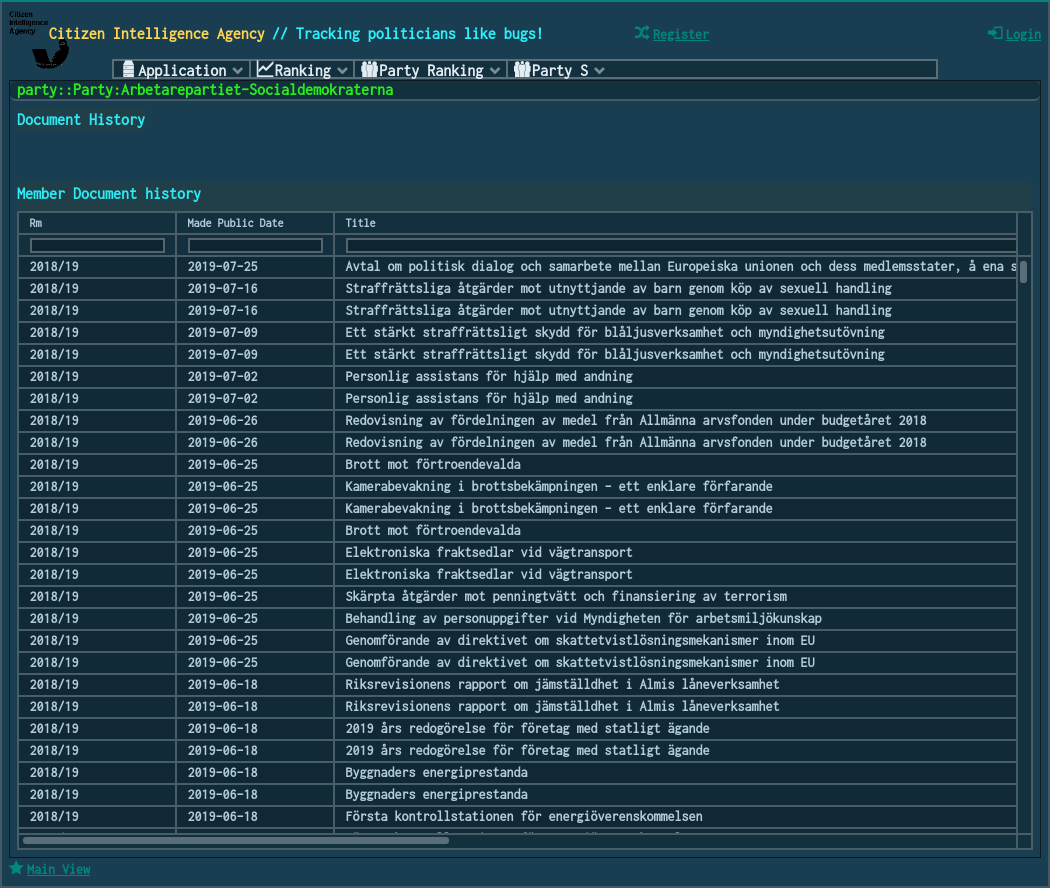 Citizen
Intelligence
Agency
Citizen Intelligence Agency // Tracking politicians like bugs!
Register
Login
Application
Ranking
Party Ranking
Party S
party::Party:Arbetarepartiet-Socialdemokraterna
Document History
Member Document history
Rm Made Public Date Title
2018/19 2019-07-25 Avtal om politisk dialog och samarbete mellan Europeiska unionen och dess medlemsstater, å ena s
2018/19 2019-07-16 Straffrättsliga åtgärder mot utnyttjande av barn genom köp av sexuell handling
2018/19 2019-07-16 Straffrättsliga åtgärder mot utnyttjande av barn genom köp av sexuell handling
2018/19 2019-07-09 Ett stärkt straffrättsligt skydd för blåljusverksamhet och myndighetsutövning
2018/19 2019-07-09 Ett stärkt straffrättsligt skydd för blåljusverksamhet och myndighetsutövning
2018/19 2019-07-02 Personlig assistans för hjälp med andning
2018/19 2019-07-02 Personlig assistans för hjälp med andning
2018/19 2019-06-26 Redovisning av fördelningen av medel från Allmänna arvsfonden under budgetåret 2018
2018/19 2019-06-26 Redovisning av fördelningen av medel från Allmänna arvsfonden under budgetåret 2018
2018/19 2019-06-25 Brott mot förtroendevalda
2018/19 2019-06-25 Kamerabevakning i brottsbekämpningen - ett enklare förfarande
2018/19 2019-06-25 Kamerabevakning i brottsbekämpningen - ett enklare förfarande
2018/19 2019-06-25 Brott mot förtroendevalda
2018/19 2019-06-25 Elektroniska fraktsedlar vid vägtransport
2018/19 2019-06-25 Elektroniska fraktsedlar vid vägtransport
2018/19 2019-06-25 Skärpta åtgärder mot penningtvätt och finansiering av terrorism
2018/19 2019-06-25 Behandling av personuppgifter vid Myndigheten för arbetsmiljökunskap
2018/19 2019-06-25 Genomförande av direktivet om skattetvistlösningsmekanismer inom EU
2018/19 2019-06-25 Genomförande av direktivet om skattetvistlösningsmekanismer inom EU
2018/19 2019-06-18 Riksrevisionens rapport om jämställdhet i Almis låneverksamhet
2018/19 2019-06-18 Riksrevisionens rapport om jämställdhet i Almis låneverksamhet
2018/19 2019-06-18 2019 års redogörelse för företag med statligt ägande
2018/19 2019-06-18 2019 års redogörelse för företag med statligt ägande
2018/19 2019-06-18 Byggnaders energiprestanda
2018/19 2019-06-18 Byggnaders energiprestanda
2018/19 2019-06-18 Första kontrollstationen för energiöverenskommelsen
Main View